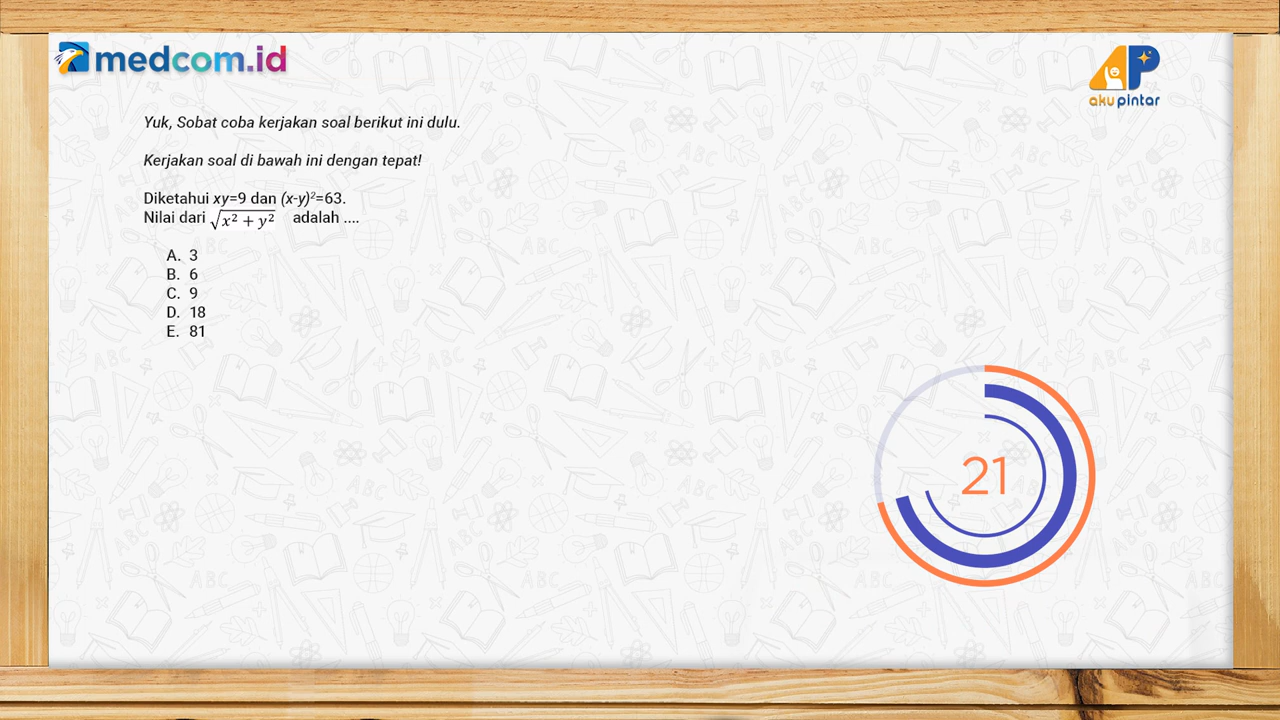 medcom.id
aku pintar
Yuk, Sobat coba kerjakan soal berikut ini dulu.
Kerjakan soal di bawah ini dengan tepat!
Diketahui xy=9 dan (x-y)²=63.
Nilai dari √(x² + y²) adalah ....
A. 3
B. 6
C. 9
D. 18
E. 81
21